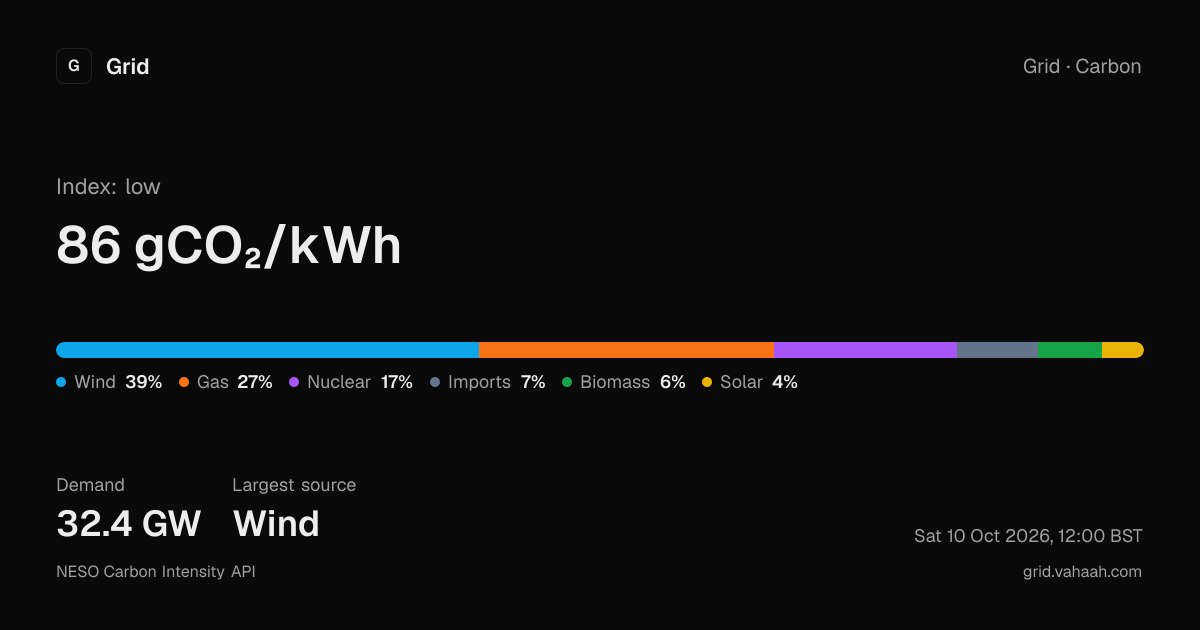 G Grid
Grid · Carbon
Index: low
86 gCO₂/kWh
Wind 39% Gas 27% Nuclear 17% Imports 7% Biomass 6% Solar 4%
Demand
32.4 GW
Largest source
Wind
NESO Carbon Intensity API
Sat 10 Oct 2026, 12:00 BST
grid.vahaah.com